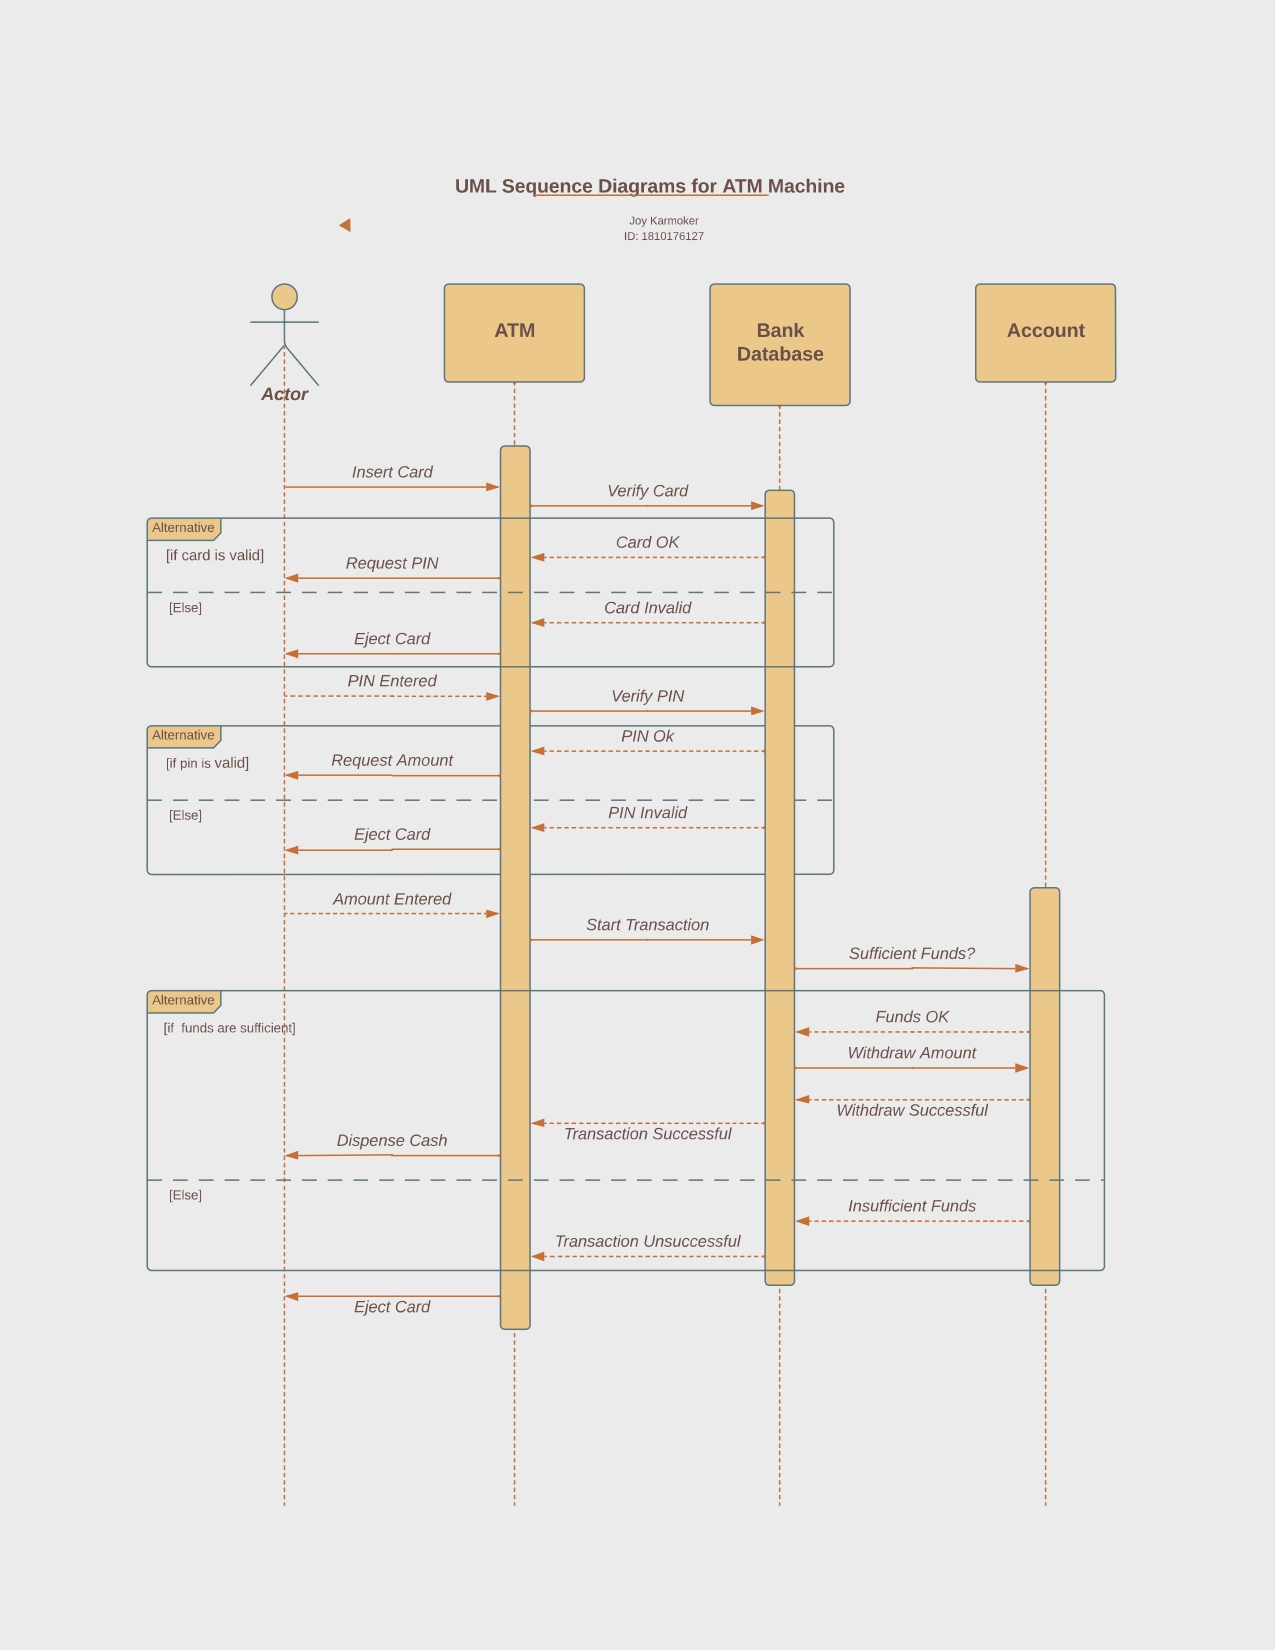 UML Sequence Diagrams for ATM Machine
Joy Karmoker
ID: 1810176127
Actor
ATM
Bank
Database
Account
Insert Card
Verify Card
Alternative
[if card is valid]
Card OK
Request PIN
[Else]
Card Invalid
Eject Card
PIN Entered
Verify PIN
Alternative
PIN Ok
[if pin is valid]
Request Amount
[Else]
PIN Invalid
Eject Card
Amount Entered
Start Transaction
Sufficient Funds?
Alternative
[if  funds are sufficient]
Funds OK
Withdraw Amount
Withdraw Successful
Transaction Successful
Dispense Cash
[Else]
Insufficient Funds
Transaction Unsuccessful
Eject Card